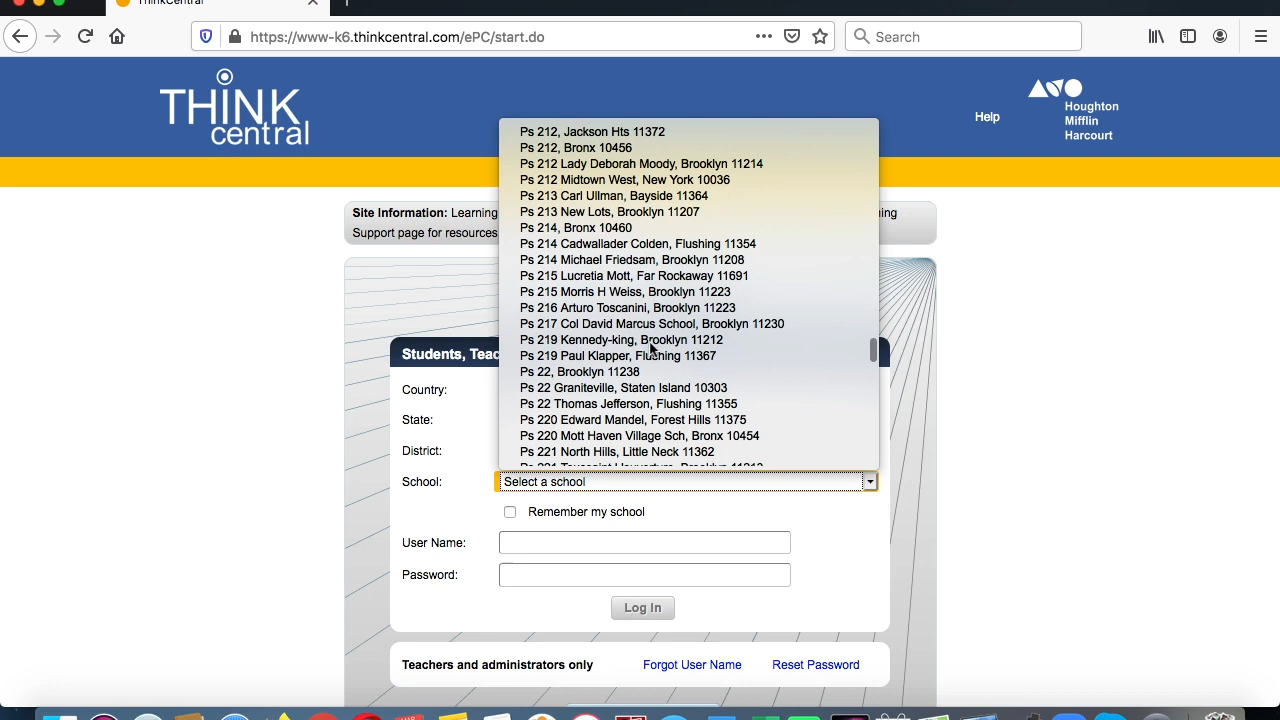 ThinkCentral
https://www-k6.thinkcentral.com/ePC/start.do
Search
THINK
central
Help
Houghton
Mifflin
Harcourt
Site Information: Learning
ing
Support page for resources
Ps 212, Jackson Hts 11372
Ps 212, Bronx 10456
Ps 212 Lady Deborah Moody, Brooklyn 11214
Ps 212 Midtown West, New York 10036
Ps 213 Carl Ullman, Bayside 11364
Ps 213 New Lots, Brooklyn 11207
Ps 214, Bronx 10460
Ps 214 Cadwallader Colden, Flushing 11354
Ps 214 Michael Friedsam, Brooklyn 11208
Ps 215 Lucretia Mott, Far Rockaway 11691
Ps 215 Morris H Weiss, Brooklyn 11223
Ps 216 Arturo Toscanini, Brooklyn 11223
Ps 217 Col David Marcus School, Brooklyn 11230
Ps 219 Kennedy-king, Brooklyn 11212
Ps 219 Paul Klapper, Flushing 11367
Ps 22, Brooklyn 11238
Ps 22 Graniteville, Staten Island 10303
Ps 22 Thomas Jefferson, Flushing 11355
Ps 220 Edward Mandel, Forest Hills 11375
Ps 220 Mott Haven Village Sch, Bronx 10454
Ps 221 North Hills, Little Neck 11362
Students, Teac
Country:
State:
District:
School:
Select a school
Remember my school
User Name:
Password:
Log In
Teachers and administrators only
Forgot User Name
Reset Password